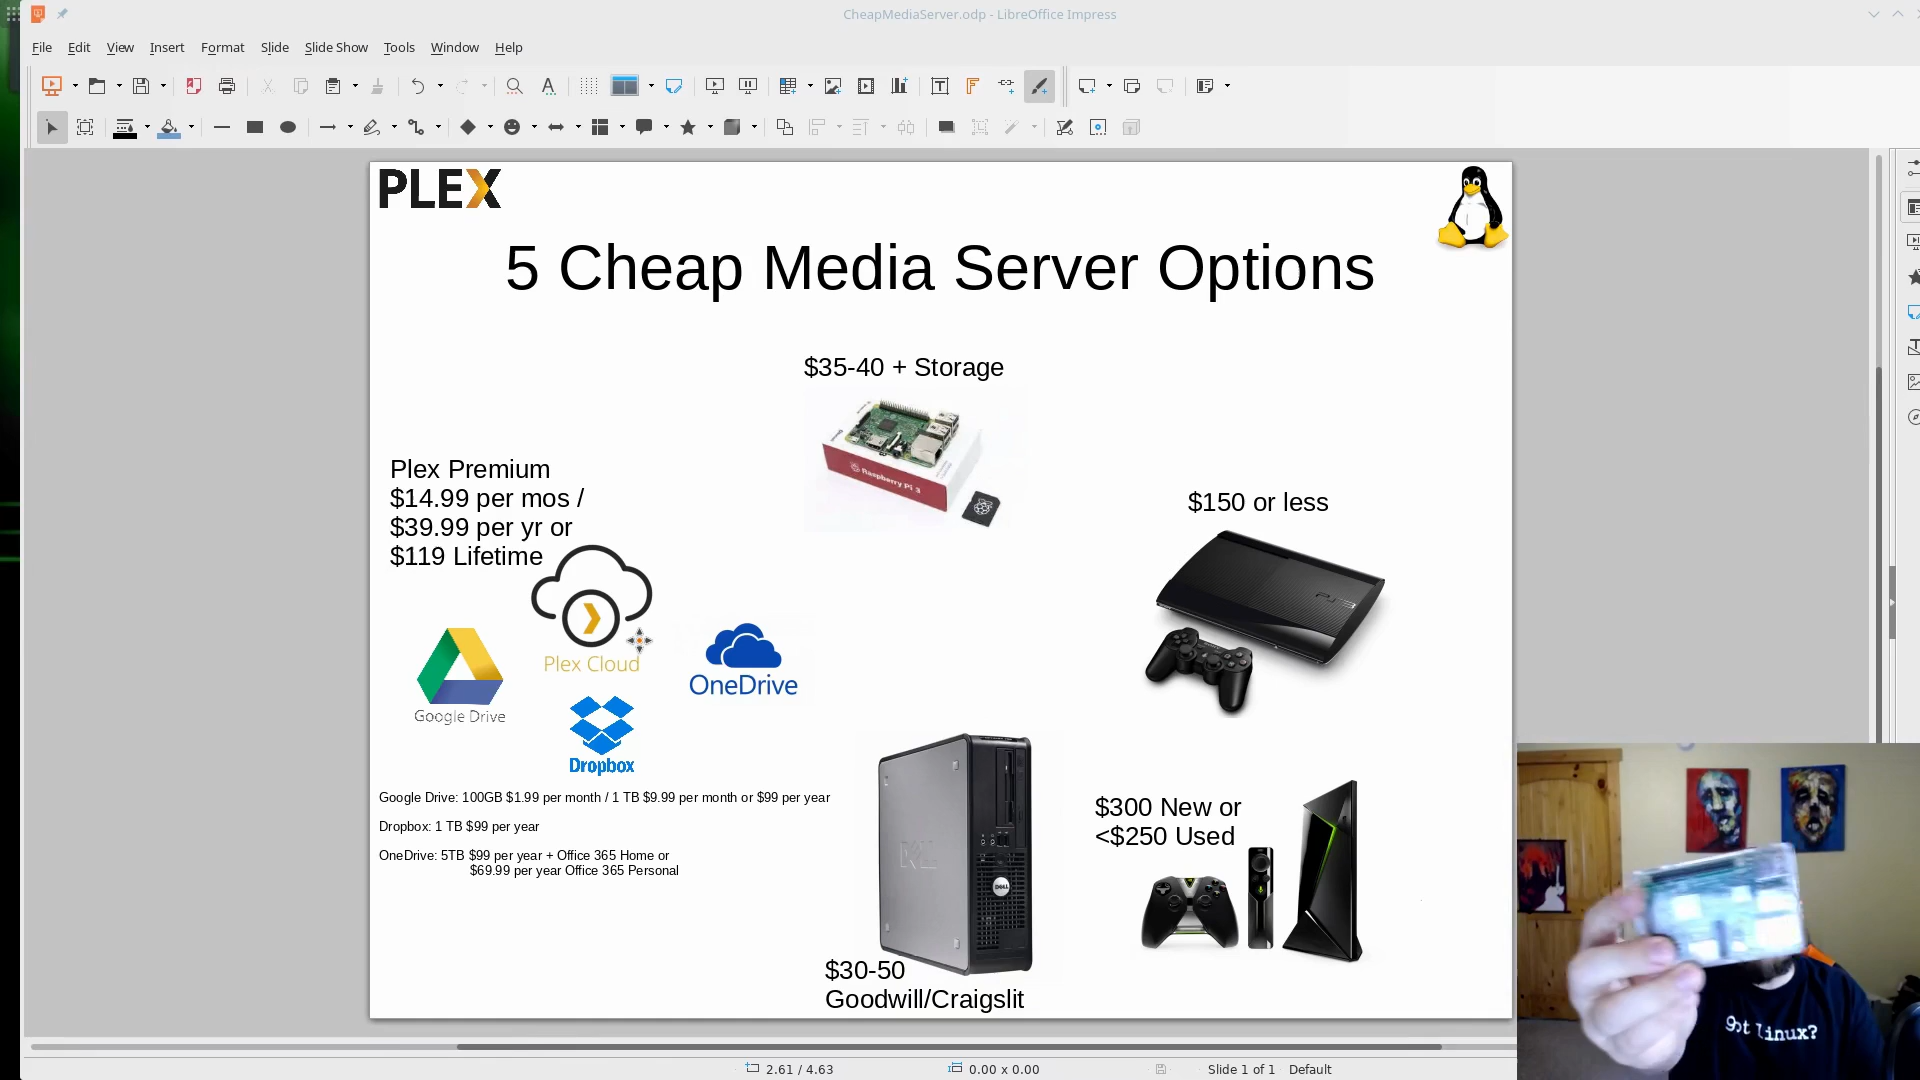 CheapMediaServer.odp - LibreOffice Impress
File Edit View Insert Format Slide Slide Show Tools Window Help
PLEX
5 Cheap Media Server Options
$35-40 + Storage
Raspberry Pi 3
Plex Premium
$14.99 per mos /
$39.99 per yr or
$119 Lifetime
$150 or less
PS3
Plex Cloud
OneDrive
Google Drive
Dropbox
Google Drive: 100GB $1.99 per month / 1 TB $9.99 per month or $99 per year
Dropbox: 1 TB $99 per year
OneDrive: 5TB $99 per year + Office 365 Home or
$69.99 per year Office 365 Personal
DELL
$300 New or
<$250 Used
$30-50
Goodwill/Craigslit
got linux?
2.61 / 4.63
0.00 x 0.00
Slide 1 of 1
Default